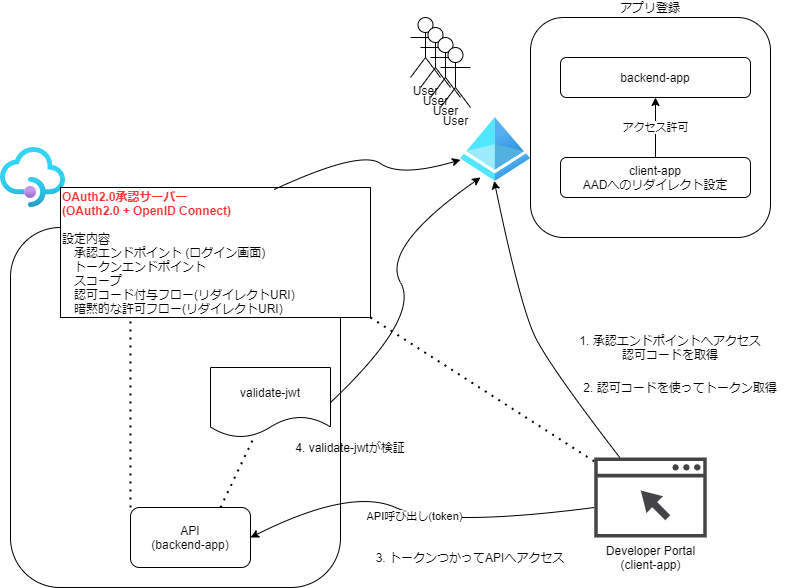 アプリ登録
backend-app
アクセス許可
client-app
AADへのリダイレクト設定
User
User
User
User
OAuth2.0承認サーバー
(OAuth2.0 + OpenID Connect)
設定内容
承認エンドポイント (ログイン画面)
トークンエンドポイント
スコープ
認可コード付与フロー(リダイレクトURI)
暗黙的な許可フロー(リダイレクトURI)
1. 承認エンドポイントへアクセス
認可コードを取得
2. 認可コードを使ってトークン取得
validate-jwt
4. validate-jwtが検証
API呼び出し(token)
API
(backend-app)
3. トークンつかってAPIへアクセス
Developer Portal
(client-app)